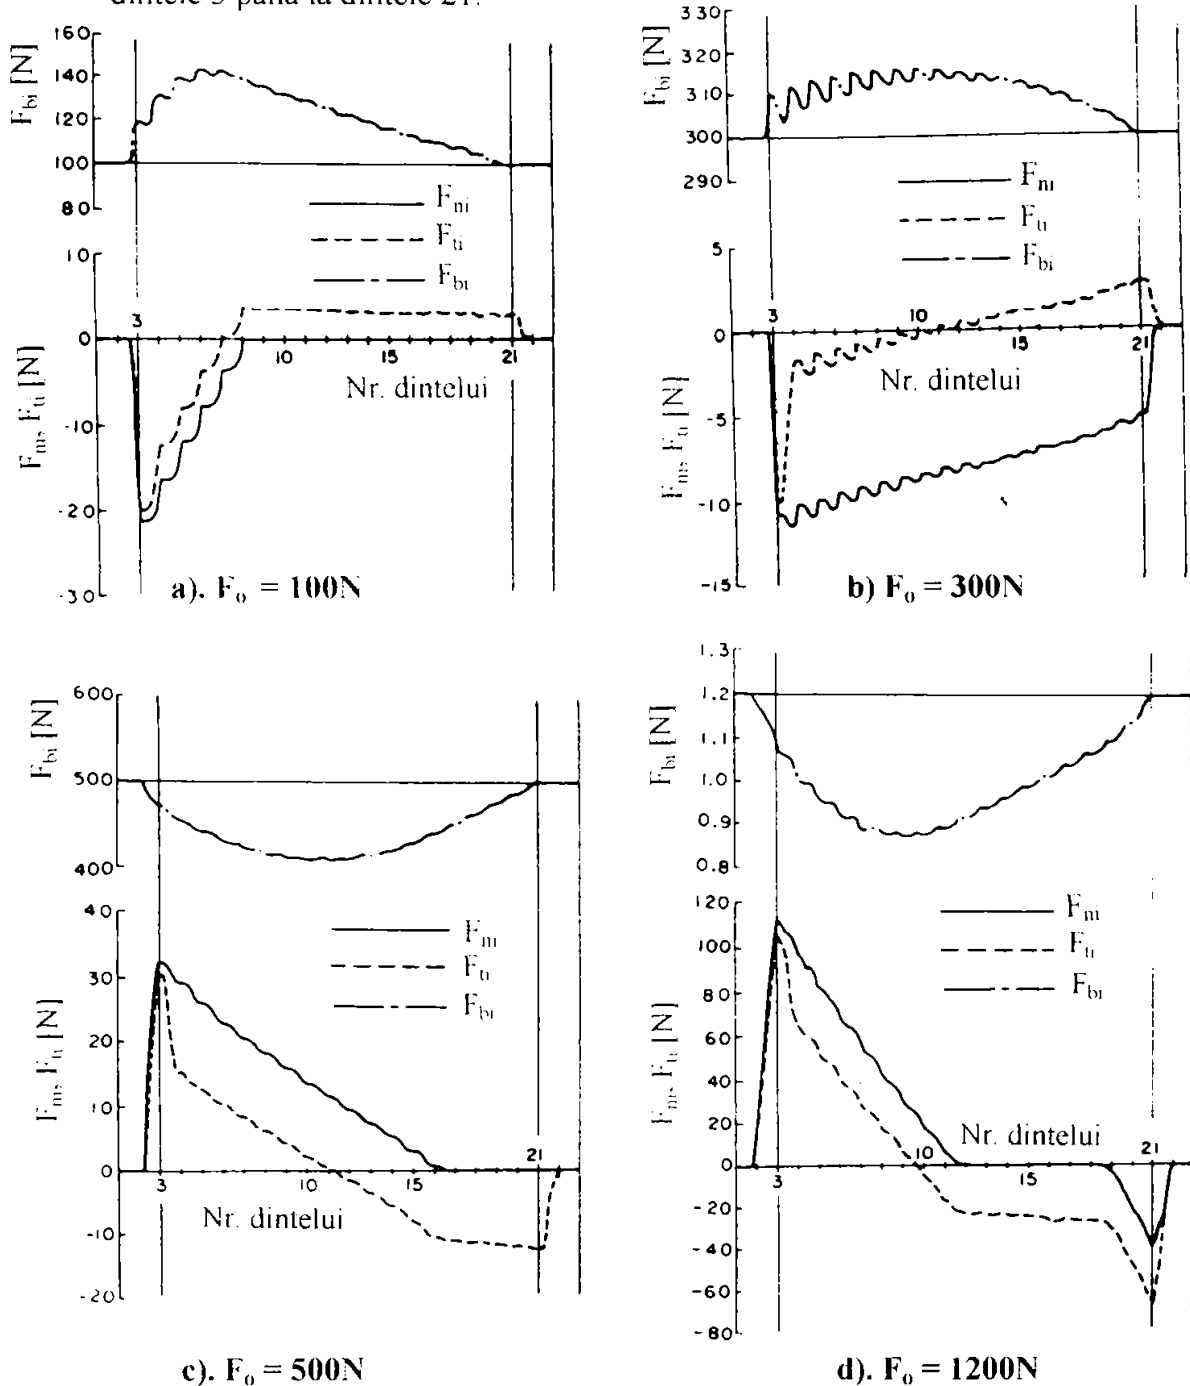 dintele 3 până la dintele 21.
F_bi [N]
160
140
120
100
80
F_ni
F_ti
F_bi
10
0
-10
-20
-30
3
10
15
21
F_ni, F_ti [N]
Nr. dintelui
a). F_o = 100N
F_bi [N]
330
320
310
300
290
F_ni
F_ti
F_bi
5
0
-5
-10
-15
3
10
15
21
F_ni, F_ti [N]
Nr. dintelui
b) F_o = 300N
F_bi [N]
600
500
400
F_ni
F_ti
F_bi
40
30
20
10
0
-10
-20
3
10
15
21
F_ni, F_ti [N]
Nr. dintelui
c). F_o = 500N
F_bi [N]
1.3
1.2
1.1
1.0
0.9
0.8
F_ni
F_ti
F_bi
120
100
80
60
40
20
0
-20
-40
-60
-80
3
10
15
21
F_ni, F_ti [N]
Nr. dintelui
d). F_o = 1200N